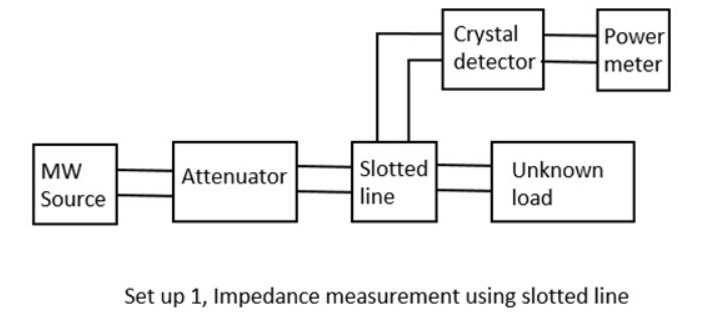 Crystal
detector
Power
meter
MW
Source
Attenuator
Slotted
line
Unknown
load
Set up 1, Impedance measurement using slotted line